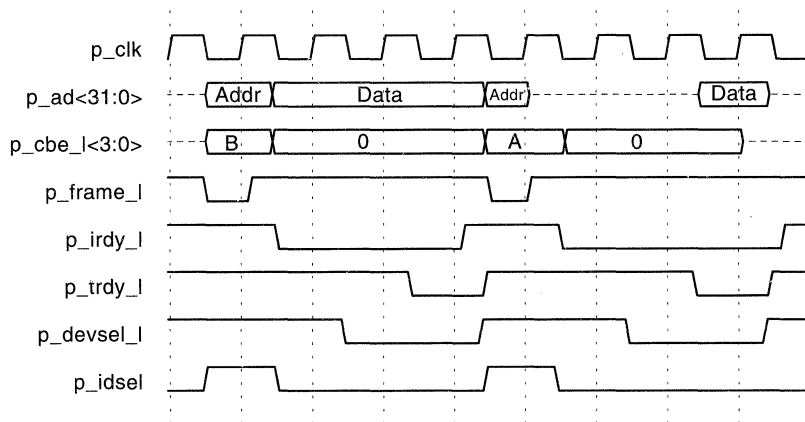 p_clk
p_ad<31:0> Addr Data Addr Data
p_cbe_l<3:0> B 0 A 0
p_frame_l
p_irdy_l
p_trdy_l
p_devsel_l
p_idsel